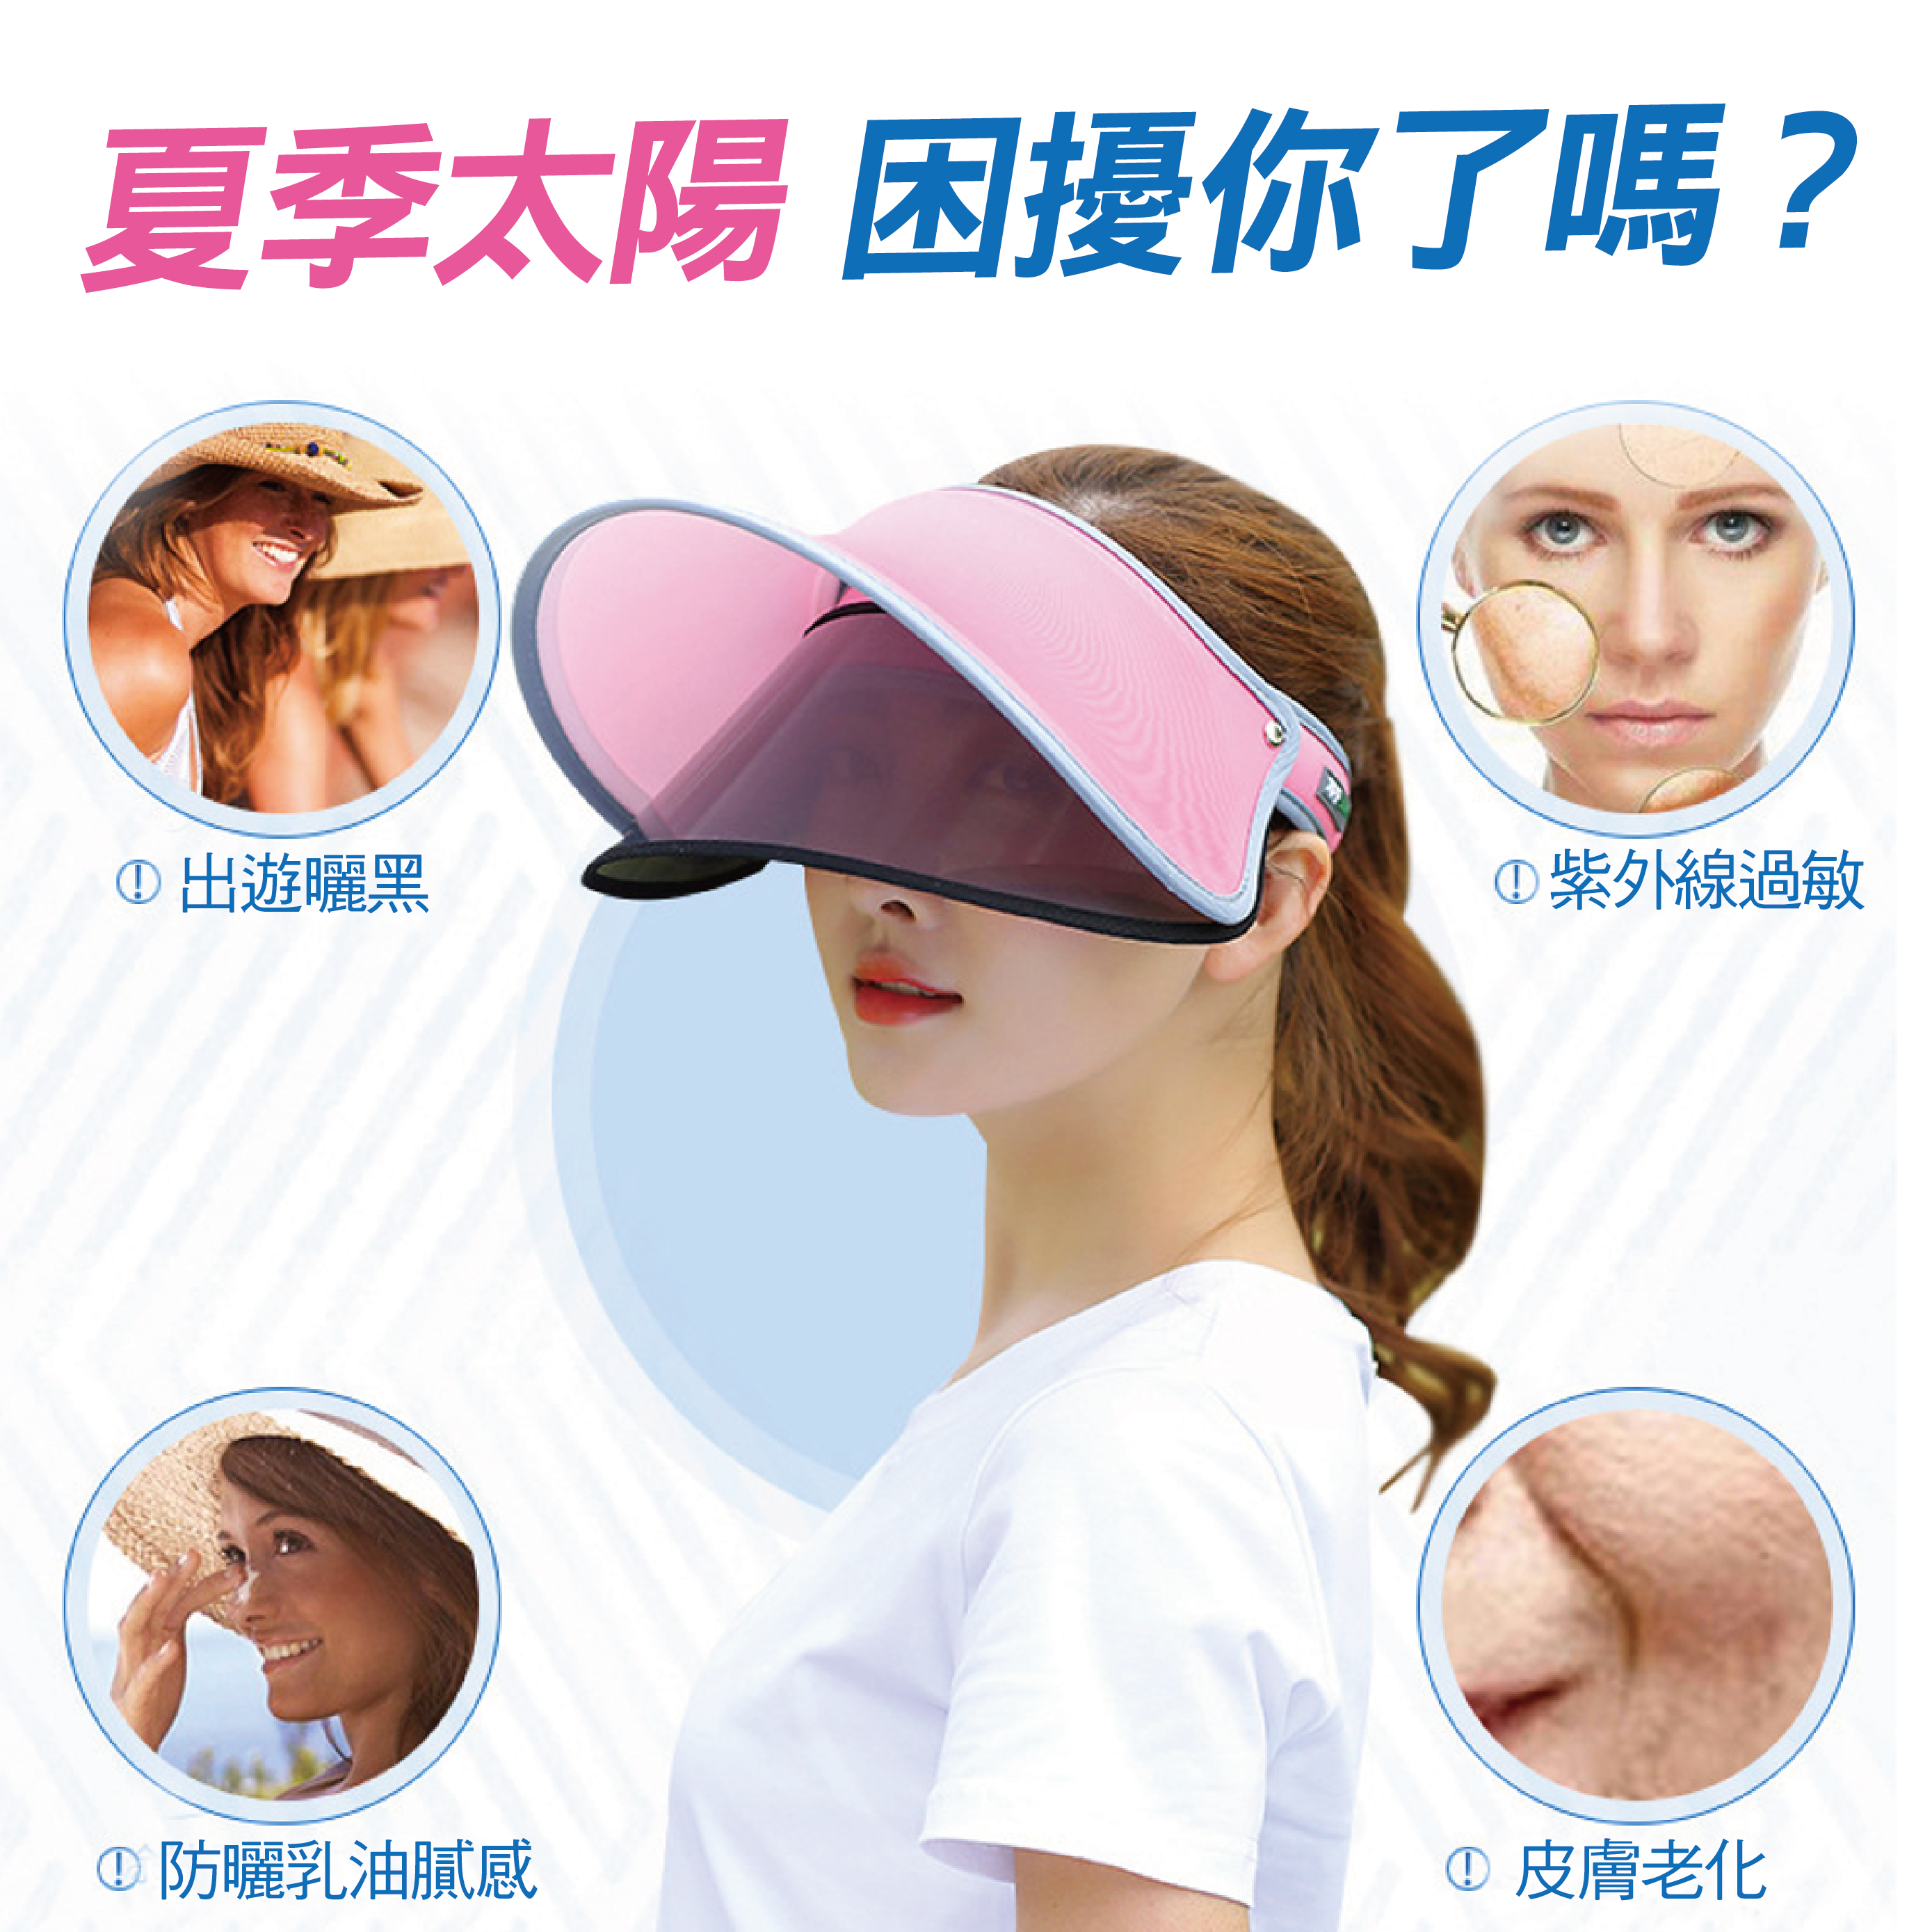 夏季太陽 困擾你了嗎？
出遊曬黑
紫外線過敏
防曬乳油膩感
皮膚老化